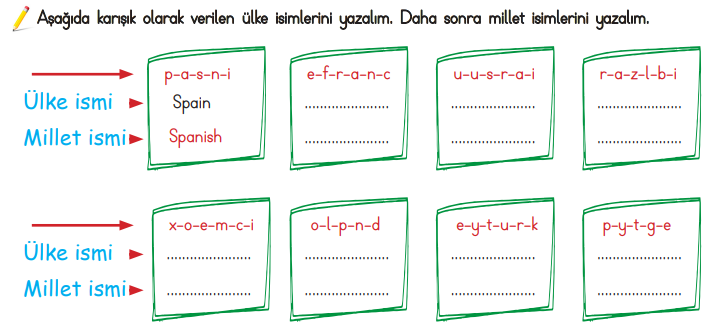 Aşağıda karışık olarak verilen ülke isimlerini yazalım. Daha sonra millet isimlerini yazalım.
p-a-s-n-i e-f-r-a-n-c u-u-s-r-a-i r-a-z-l-b-i
Ülke ismi Spain ........................ ........................ ........................
Millet ismi Spanish ........................ ........................ ........................
x-o-e-m-c-i o-l-p-n-d e-y-t-u-r-k p-y-t-g-e
Ülke ismi ........................ ........................ ........................ ........................
Millet ismi ........................ ........................ ........................ ........................